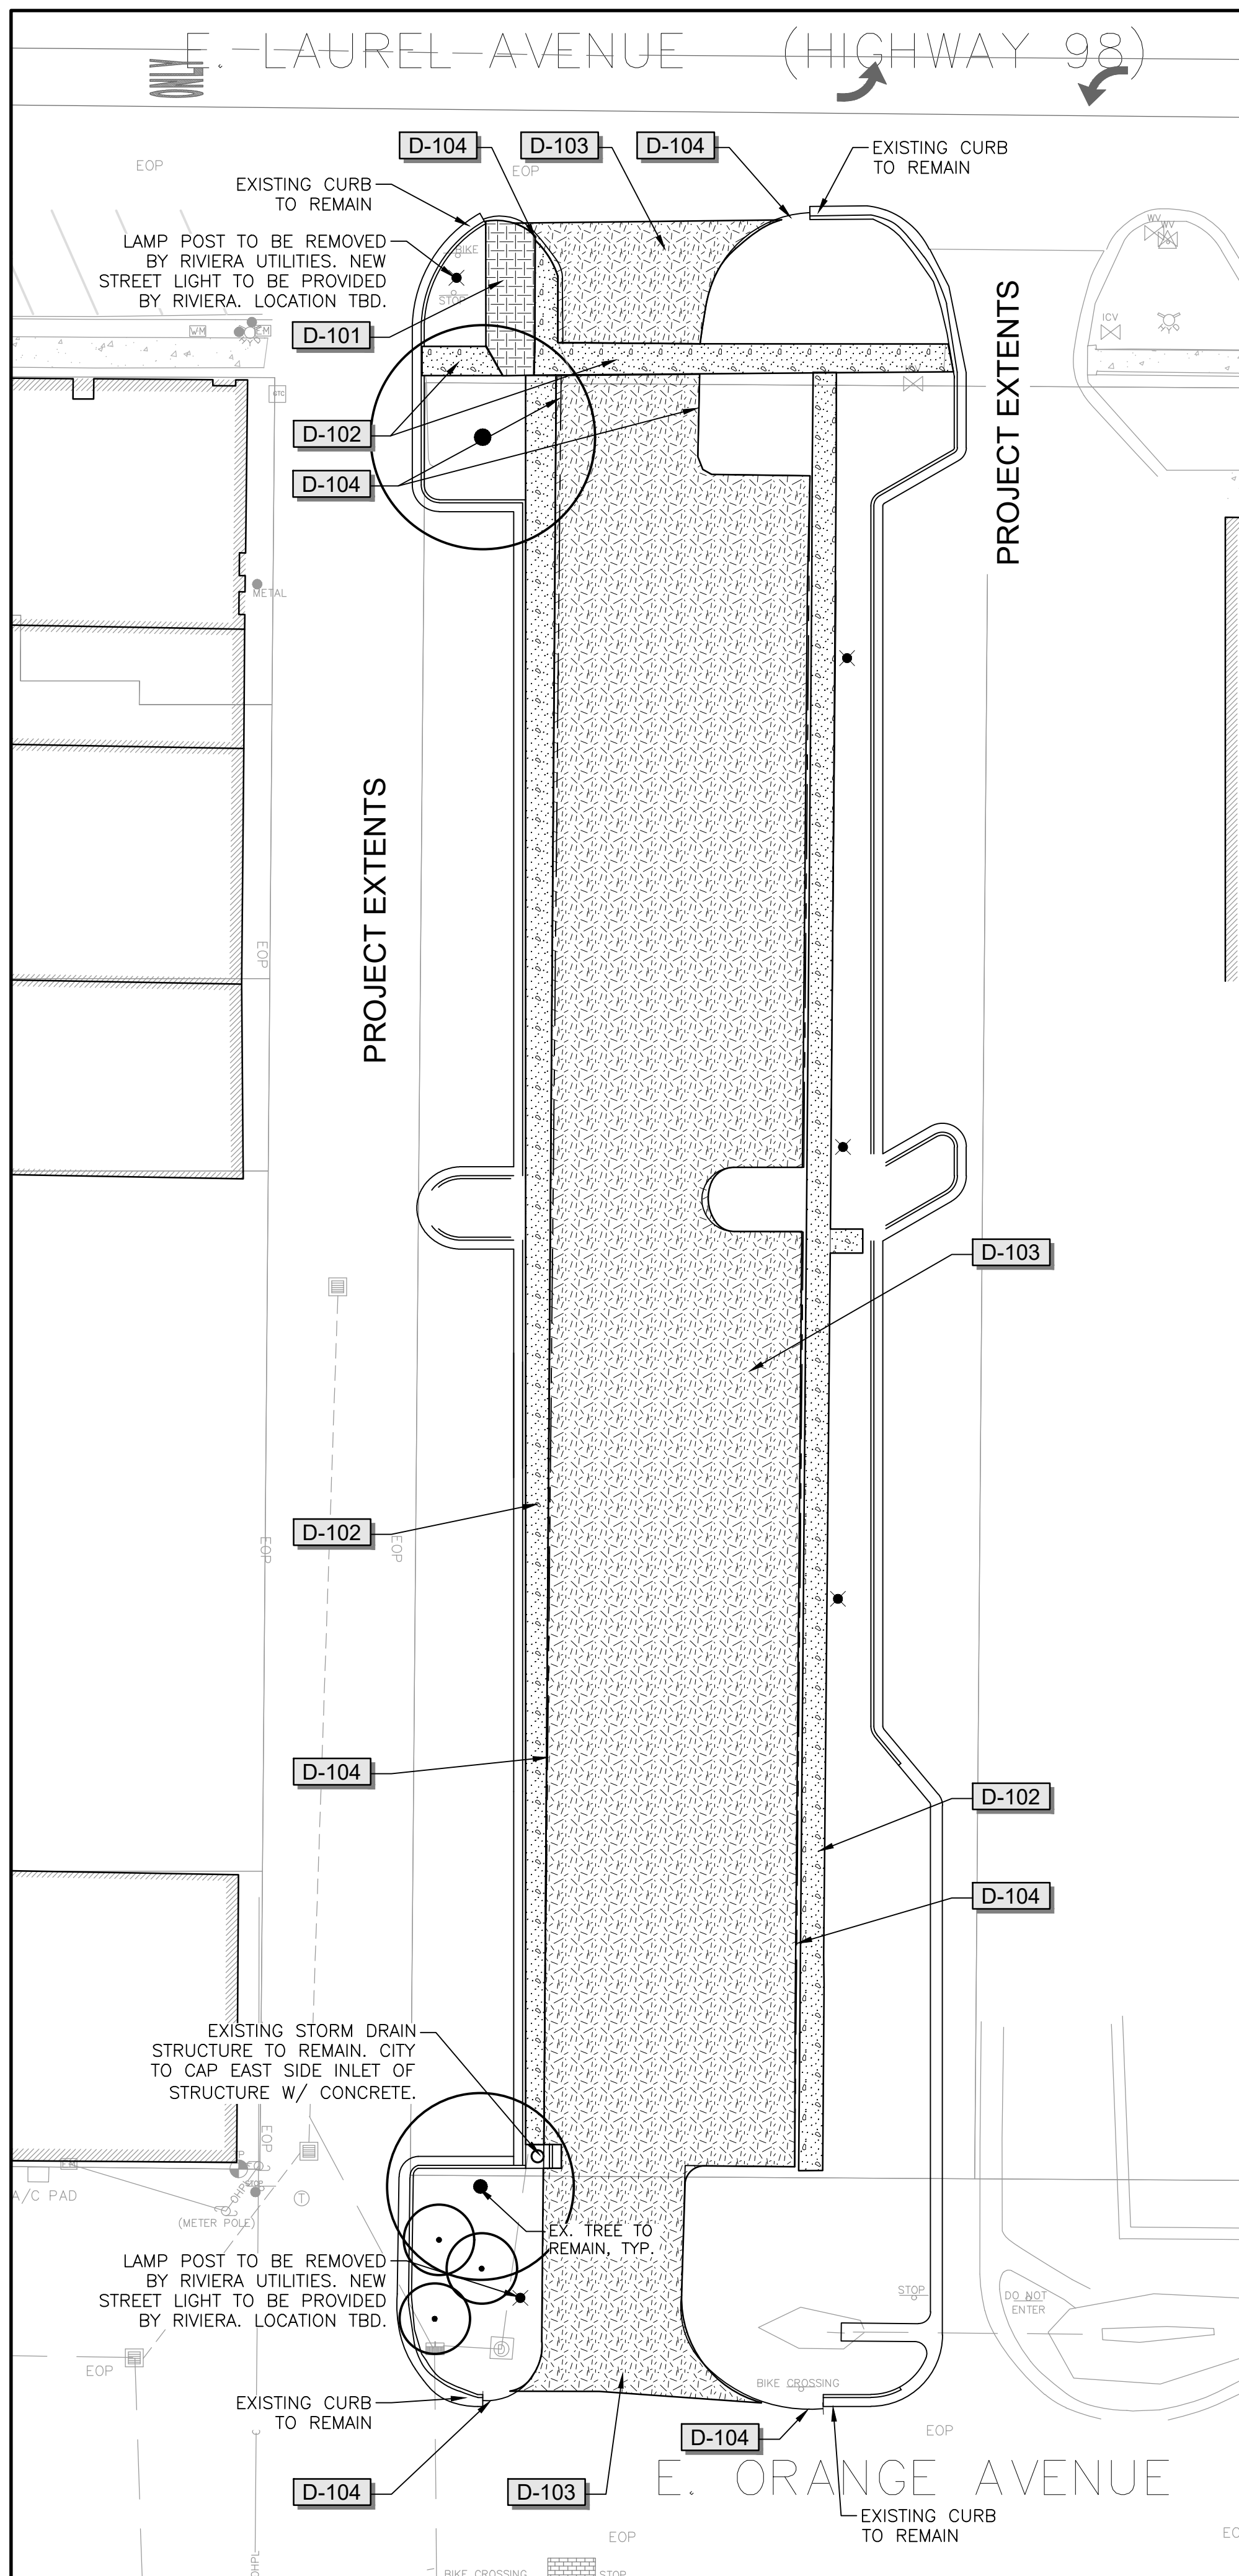 E. LAUREL AVENUE (HIGHWAY 98)
ONLY
D-104
D-103
D-104
EXISTING CURB
TO REMAIN
EOP
EOP
EXISTING CURB
TO REMAIN
LAMP POST TO BE REMOVED
BY RIVIERA UTILITIES. NEW
STREET LIGHT TO BE PROVIDED
BY RIVIERA. LOCATION TBD.
BIKE
STOP
WV
WV
ICV
WM
EM
D-101
GTC
D-102
D-104
PROJECT EXTENTS
METAL
PROJECT EXTENTS
EOP
D-103
D-102
EOP
EOP
D-104
D-102
D-104
EXISTING STORM DRAIN
STRUCTURE TO REMAIN. CITY
TO CAP EAST SIDE INLET OF
STRUCTURE W/ CONCRETE.
EOP
A/C PAD
OHPL
(METER POLE)
T
EX. TREE TO
REMAIN, TYP.
LAMP POST TO BE REMOVED
BY RIVIERA UTILITIES. NEW
STREET LIGHT TO BE PROVIDED
BY RIVIERA. LOCATION TBD.
STOP
DO NOT
ENTER
D
EOP
BIKE CROSSING
EXISTING CURB
TO REMAIN
EOP
D-104
D-104
D-103
E. ORANGE AVENUE
EXISTING CURB
TO REMAIN
EOP
OHPL
BIKE CROSSING
STOP